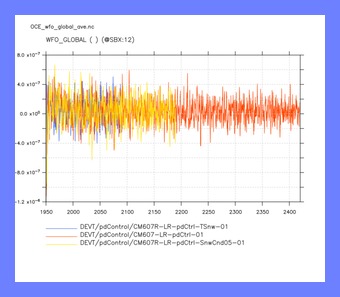 OCE_wfo_global_ave.nc
WFO_GLOBAL ( ) (@SBX:12)
8.0 x10⁻⁷
4.0 x10⁻⁷
0.0 x10⁰
-4.0 x10⁻⁷
-8.0 x10⁻⁷
-1.2 x10⁻⁶
1950 2000 2050 2100 2150 2200 2250 2300 2350 2400
DEVT/pdControl/CM607R-LR-pdCtrl-TSnw-01
DEVT/pdControl/CM607-LR-pdCtrl-01
DEVT/pdControl/CM607R-LR-pdCtrl-SnwCnd05-01